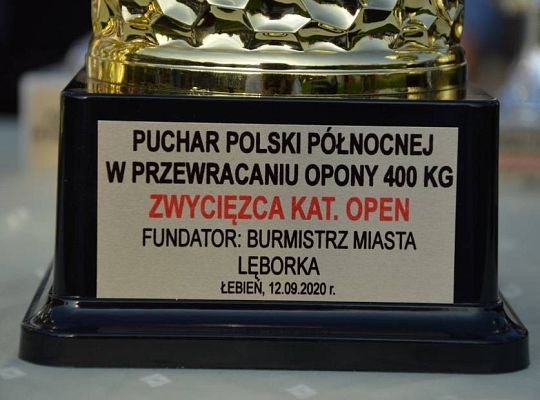 PUCHAR POLSKI PÓŁNOCNEJ
W PRZEWRACANIU OPONY 400 KG
ZWYCIĘZCA KAT. OPEN
FUNDATOR: BURMISTRZ MIASTA
LĘBORKA
ŁEBIEŃ, 12.09.2020 r.